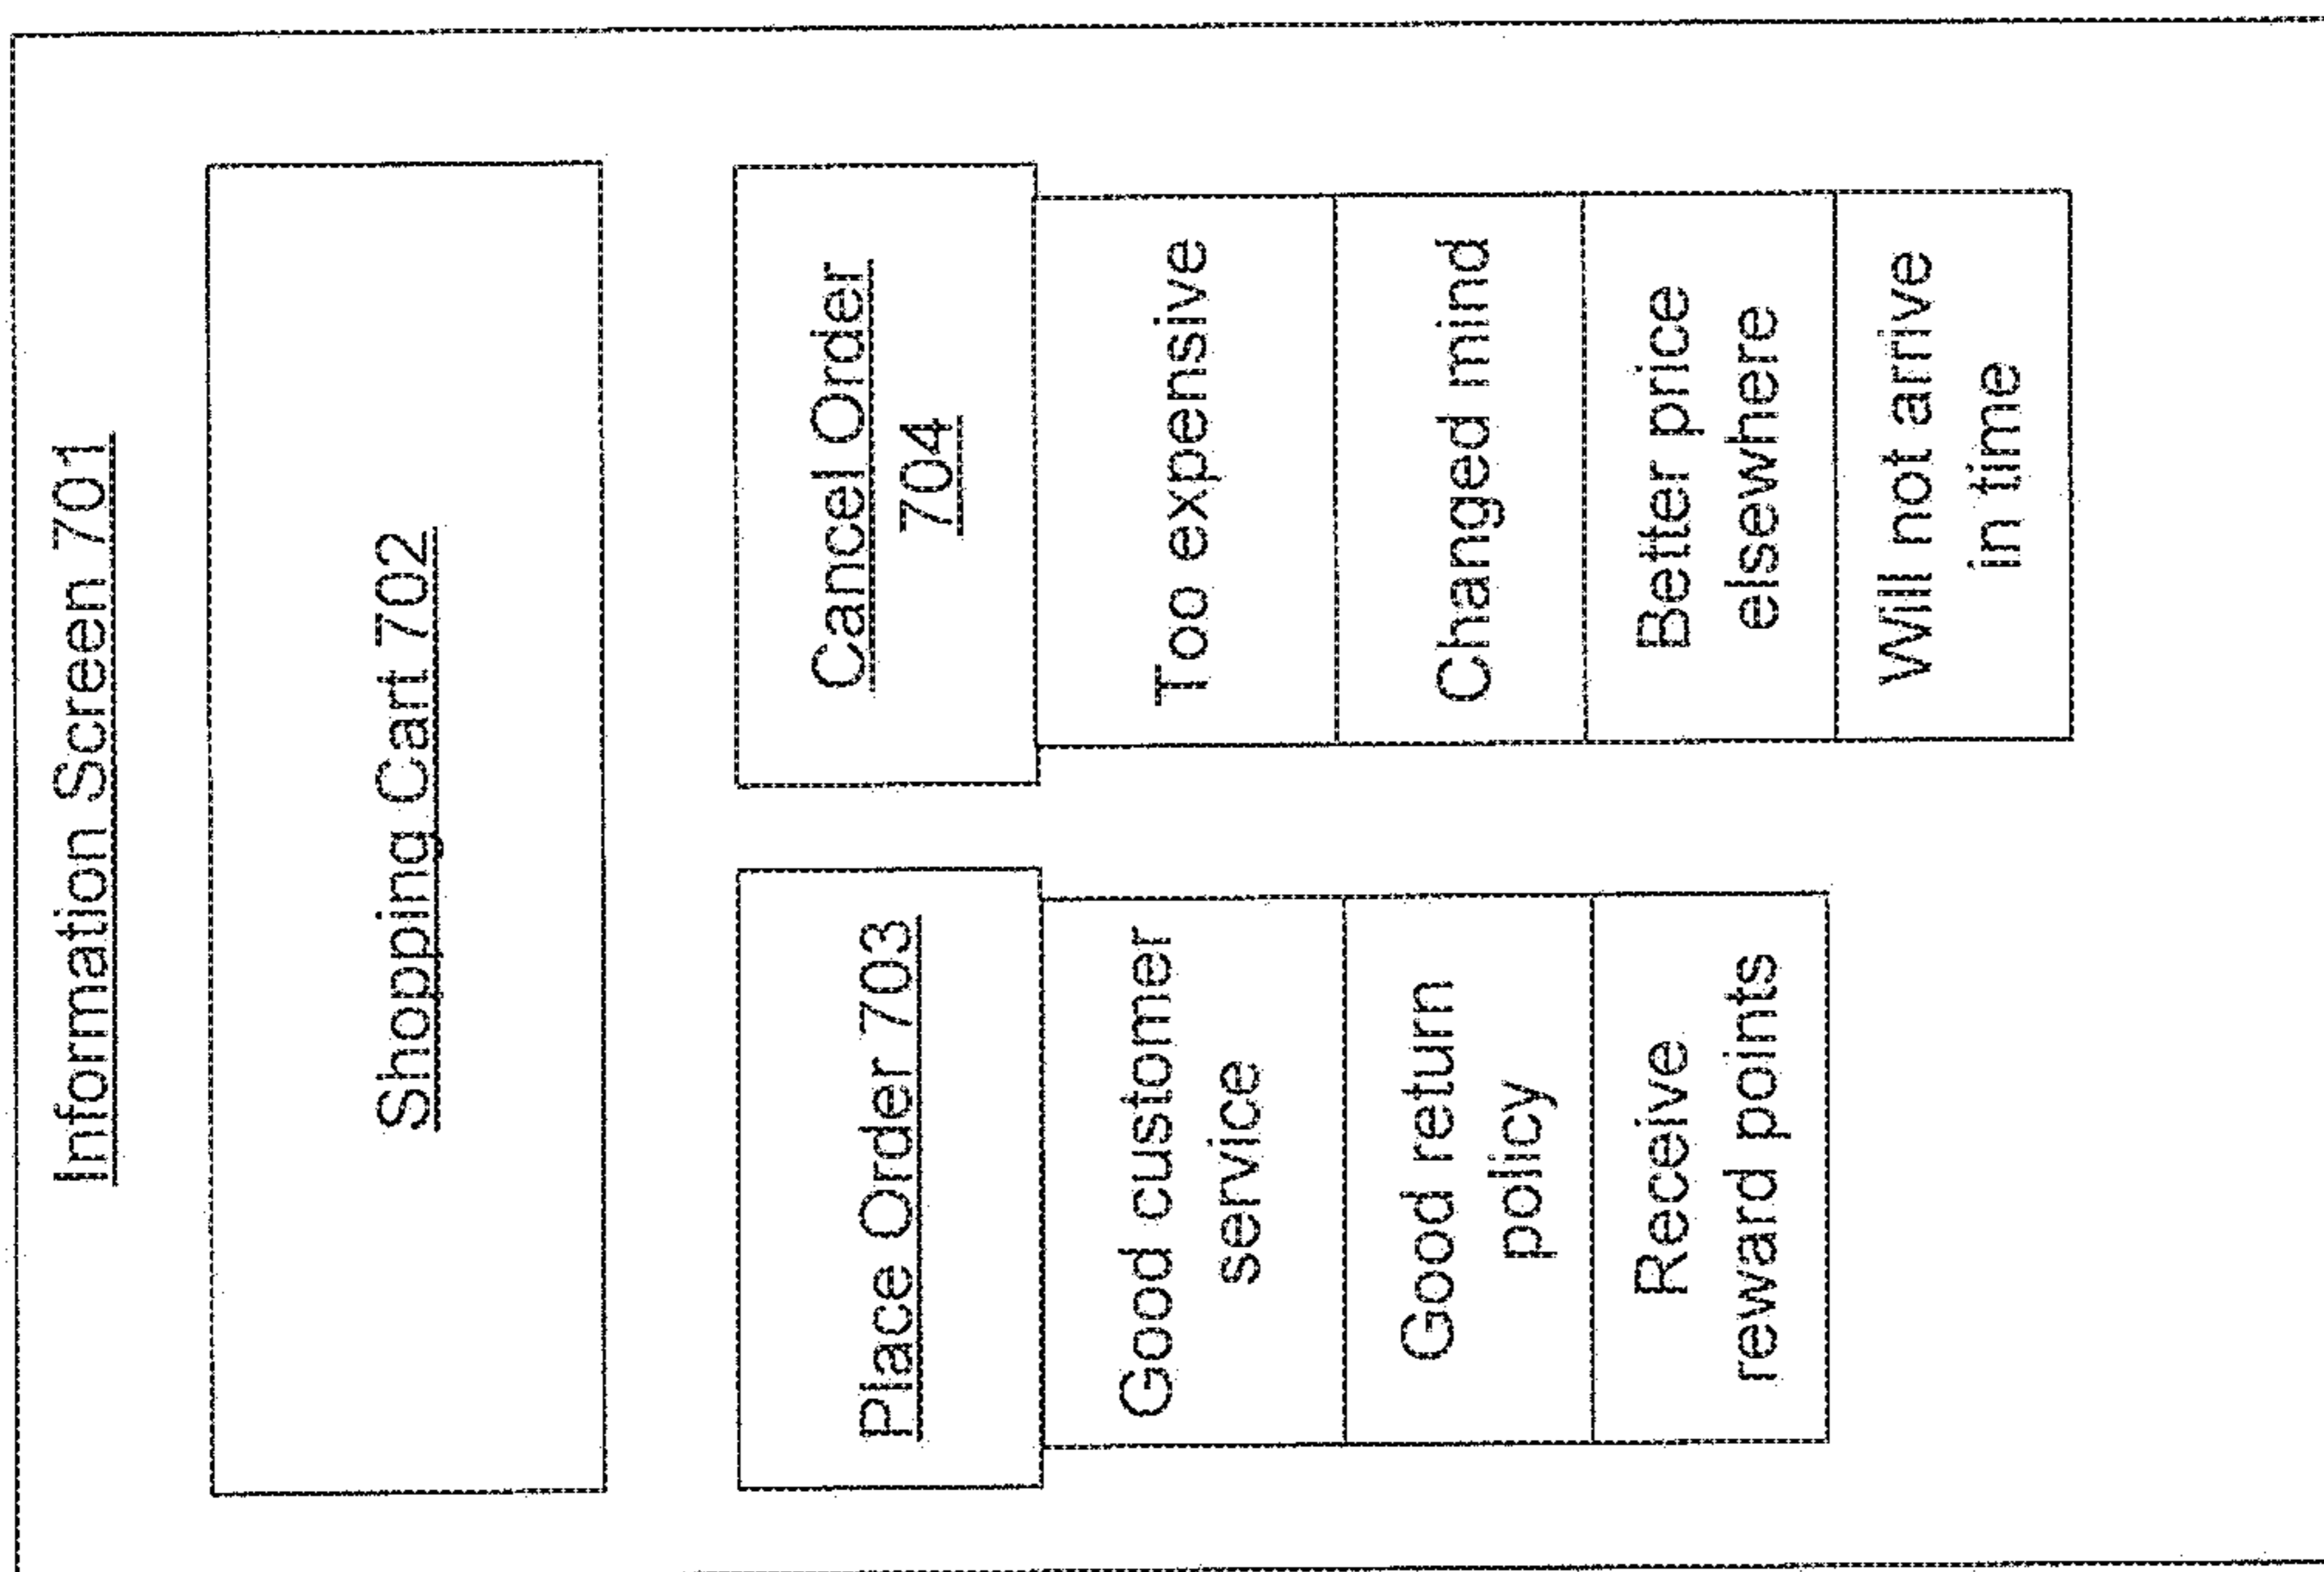 Information Screen 701
Shopping Cart 702
Place Order 703
Good customer
service
Good return
policy
Receive
reward points
Cancel Order
704
Too expensive
Changed mind
Better price
elsewhere
Will not arrive
in time